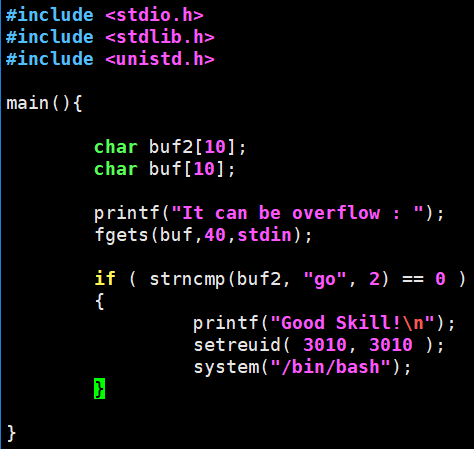 #include <stdio.h>
#include <stdlib.h>
#include <unistd.h>
main(){
char buf2[10];
char buf[10];
printf("It can be overflow : ");
fgets(buf,40,stdin);
if ( strncmp(buf2, "go", 2) == 0 )
{
printf("Good Skill!\n");
setreuid( 3010, 3010 );
system("/bin/bash");
}
}